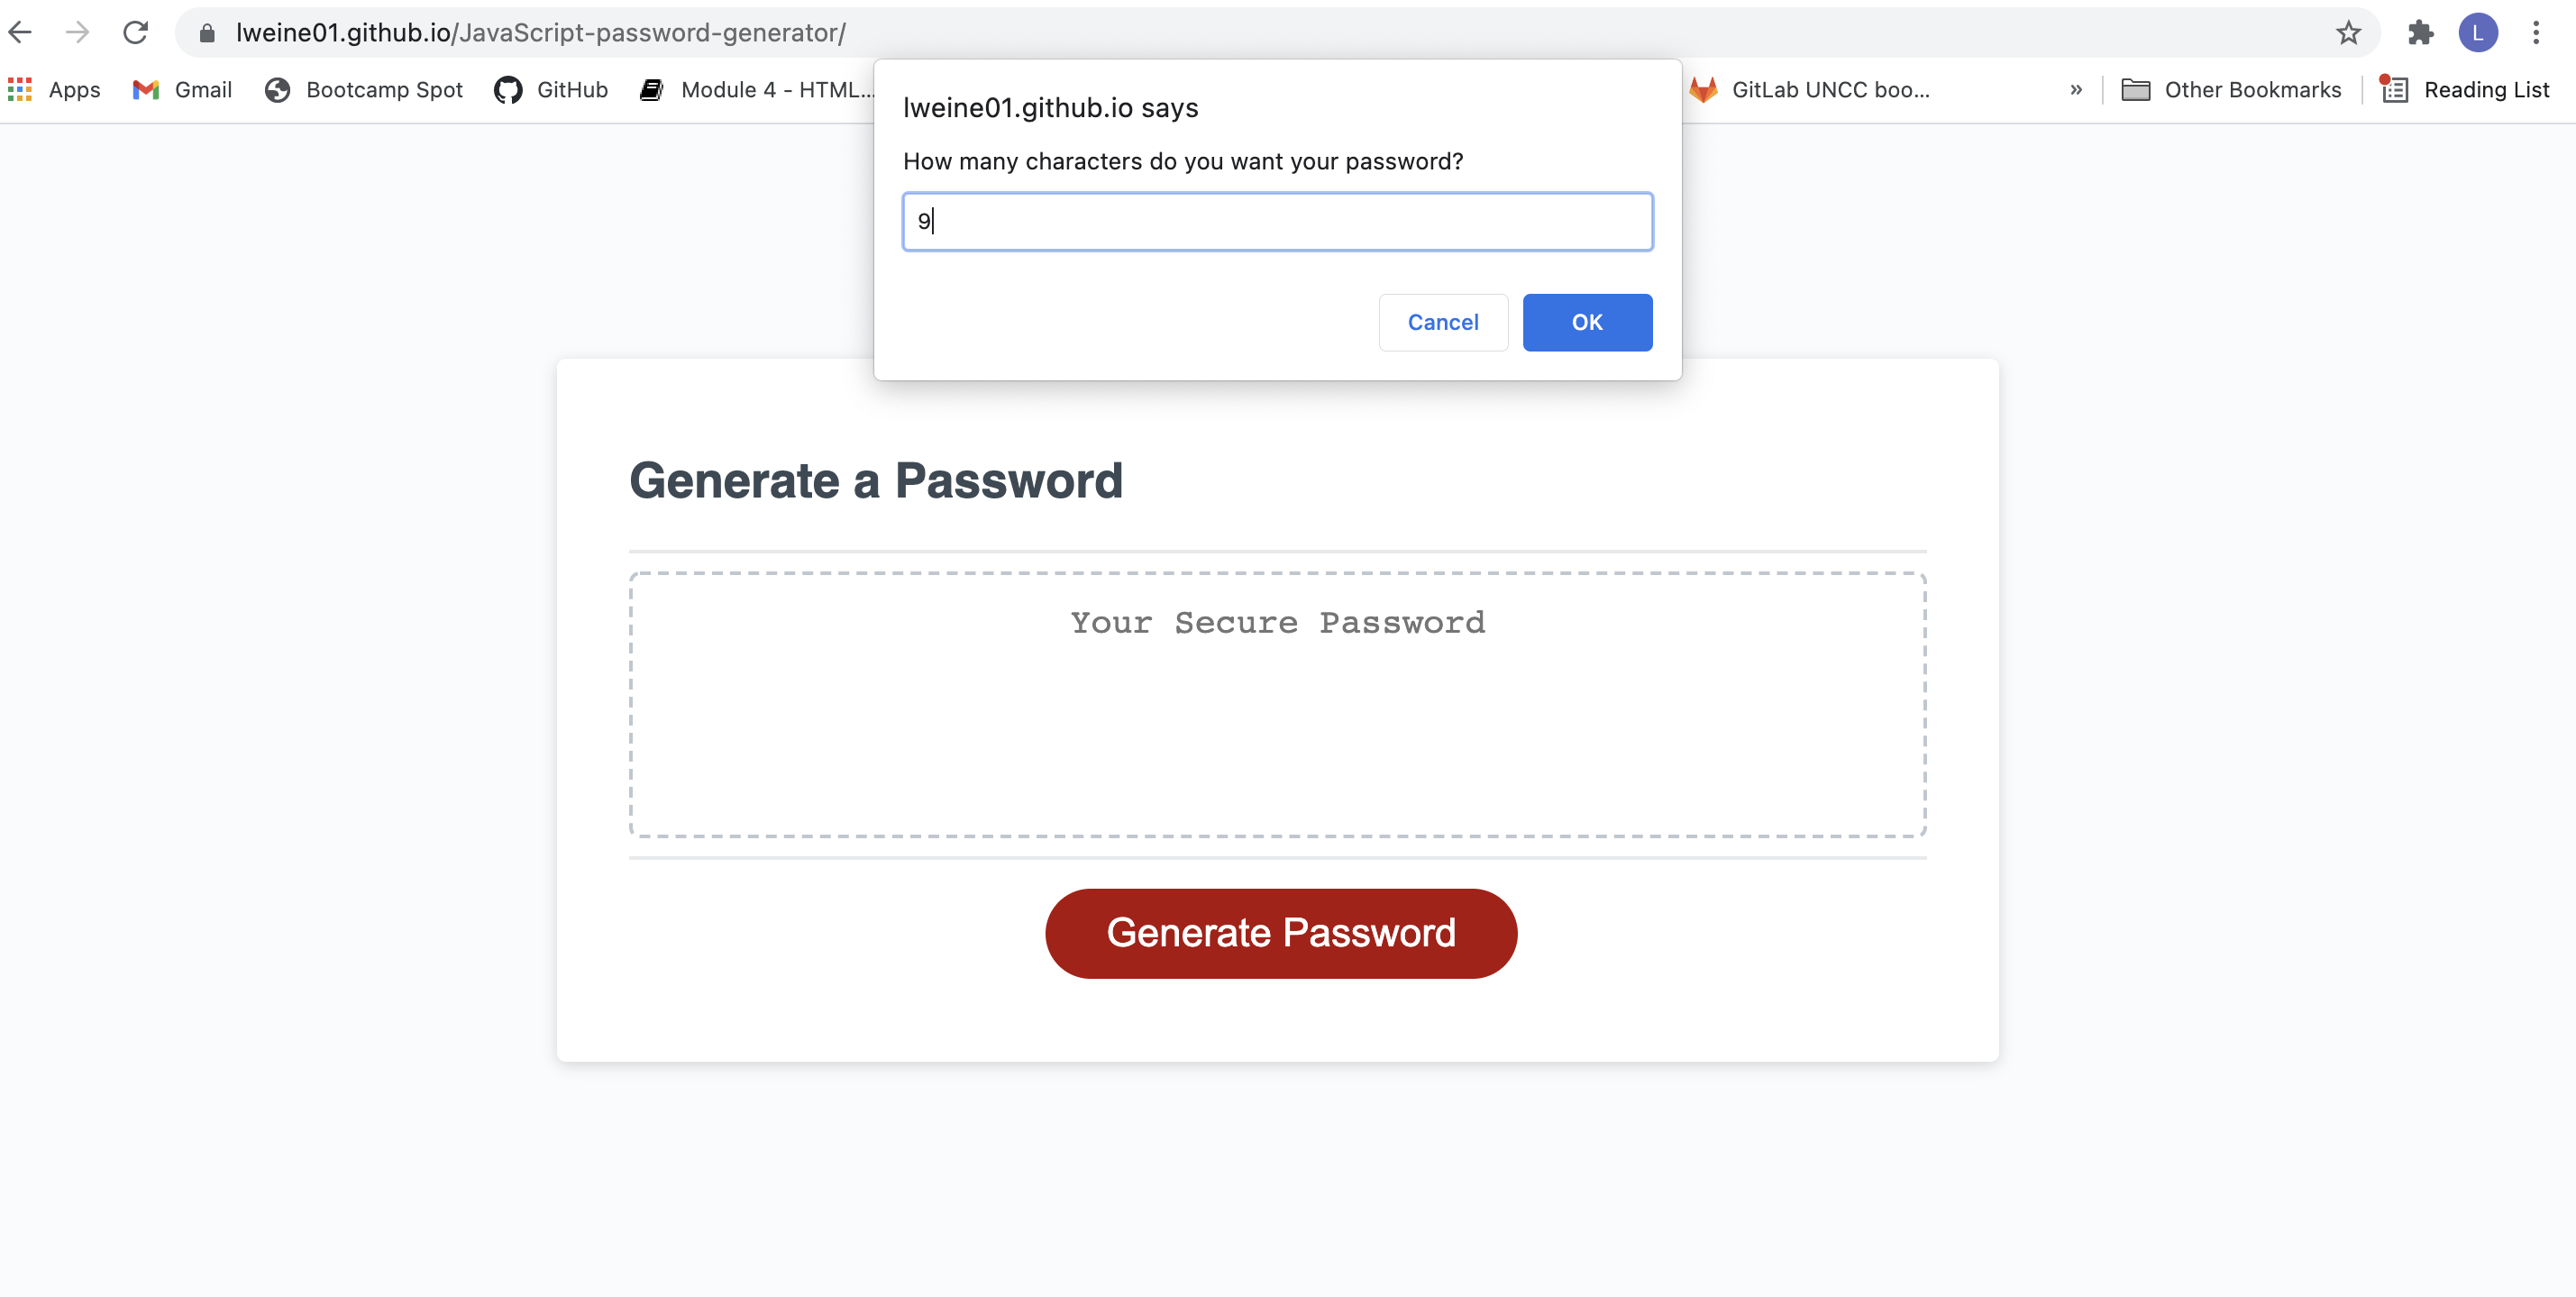 lweine01.github.io/JavaScript-password-generator/
L
Apps
Gmail
Bootcamp Spot
GitHub
Module 4 - HTML...
GitLab UNCC boo...
»
Other Bookmarks
Reading List
lweine01.github.io says
How many characters do you want your password?
9
Cancel
OK
Generate a Password
Your Secure Password
Generate Password